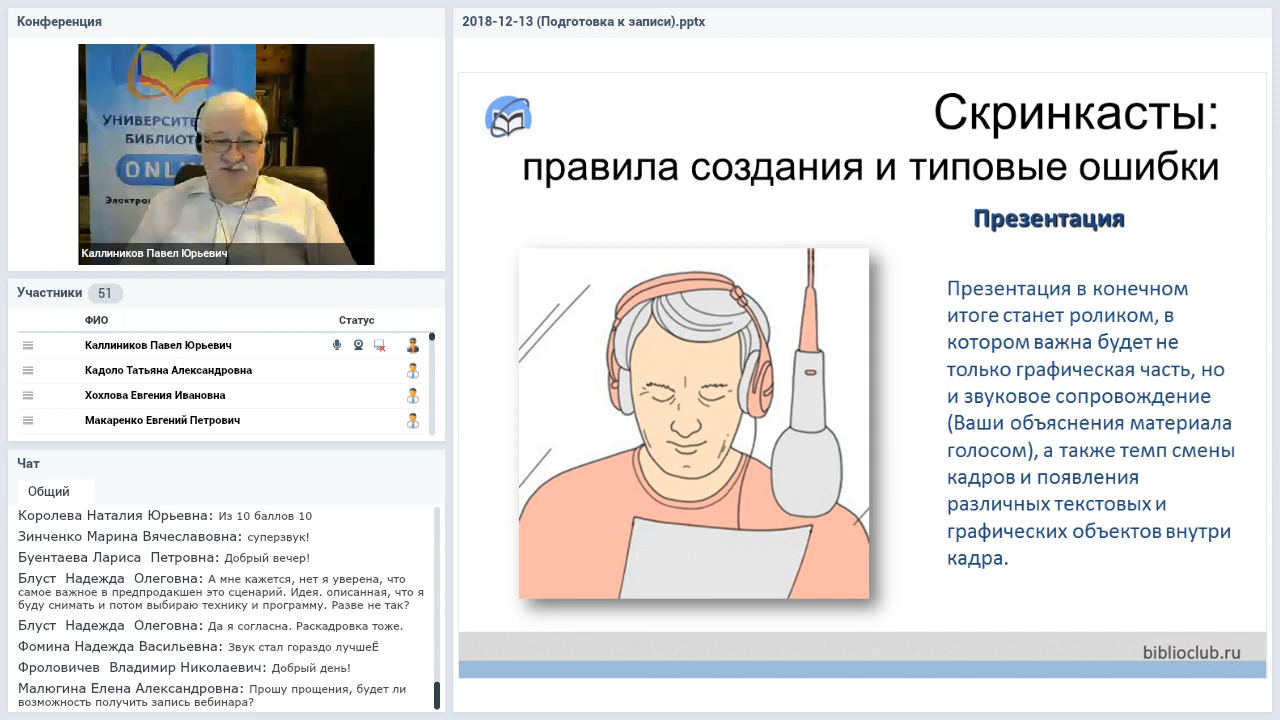 Конференция
УНИВЕРСИТЕ
БИБЛИОТ
ONL
Электрон
Каллиников Павел Юрьевич
Участники 51
ФИО Статус
Каллиников Павел Юрьевич
Кадоло Татьяна Александровна
Хохлова Евгения Ивановна
Макаренко Евгений Петрович
Чат
Общий
Королева Наталия Юрьевна: Из 10 баллов 10
Зинченко Марина Вячеславовна: суперзвук!
Буентаева Лариса Петровна: Добрый вечер!
Блуст Надежда Олеговна: А мне кажется, нет я уверена, что
самое важное в предпродакшен это сценарий. Идея. описанная, что я
буду снимать и потом выбираю технику и программу. Разве не так?
Блуст Надежда Олеговна: Да я согласна. Раскадровка тоже.
Фомина Надежда Васильевна: Звук стал гораздо лучшеЁ
Фроловичев Владимир Николаевич: Добрый день!
Малюгина Елена Александровна: Прошу прощения, будет ли
возможность получить запись вебинара?
2018-12-13 (Подготовка к записи).pptx
Скринкасты:
правила создания и типовые ошибки
Презентация
Презентация в конечном
итоге станет роликом, в
котором важна будет не
только графическая часть, но
и звуковое сопровождение
(Ваши объяснения материала
голосом), а также темп смены
кадров и появления
различных текстовых и
графических объектов внутри
кадра.
biblioclub.ru